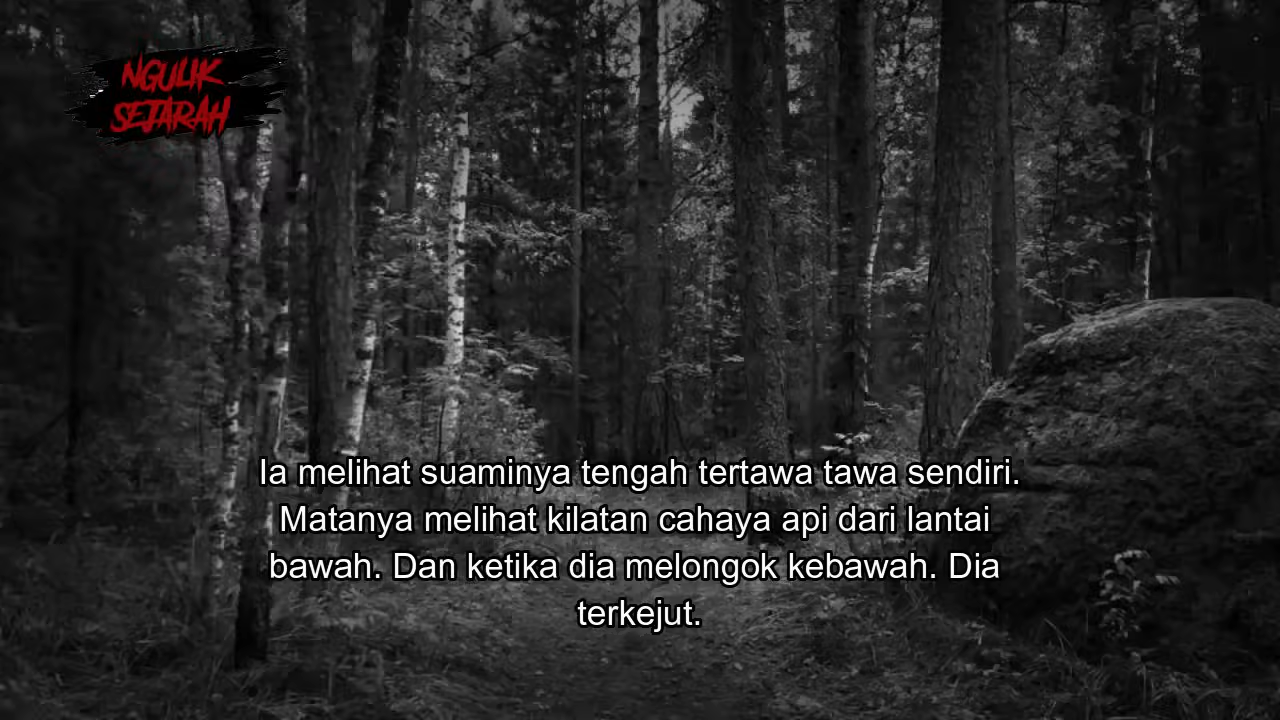 NGULIK
SEJARAH
Ia melihat suaminya tengah tertawa tawa sendiri.
Matanya melihat kilatan cahaya api dari lantai
bawah. Dan ketika dia melongok kebawah. Dia
terkejut.